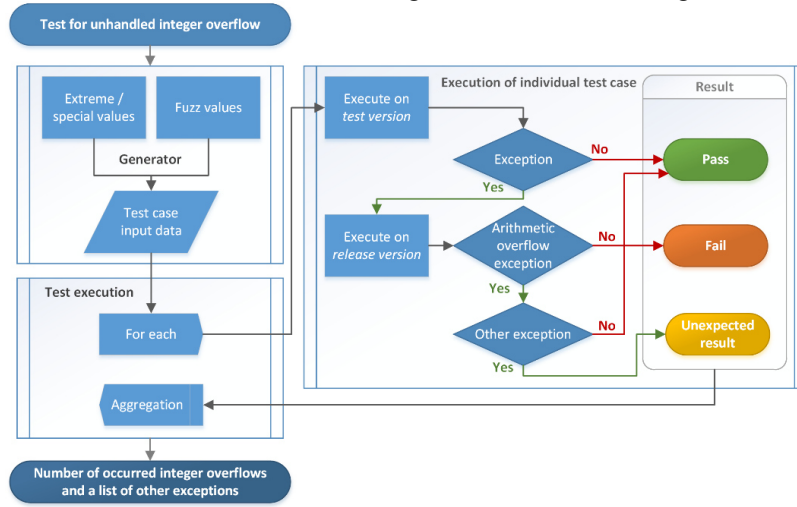 Test for unhandled integer overflow
Extreme /
special values
Fuzz values
Generator
Test case
input data
Test execution
For each
Aggregation
Number of occurred integer overflows
and a list of other exceptions
Execution of individual test case
Execute on
test version
Exception
No
Yes
Execute on
release version
Arithmetic
overflow
exception
No
Yes
Other exception
No
Yes
Result
Pass
Fail
Unexpected
result